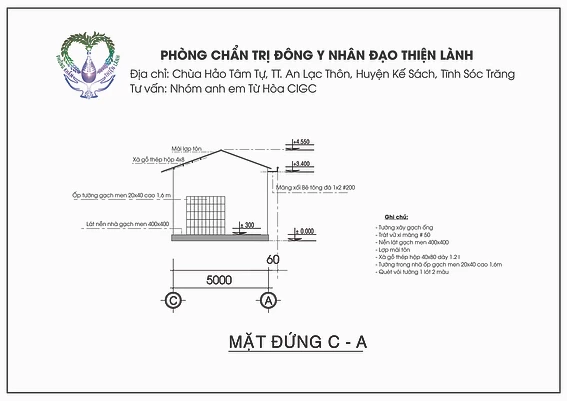 PHÒNG CHẨN TRỊ ĐÔNG Y NHÂN ĐẠO THIỆN LÀNH
Địa chỉ: Chùa Hảo Tâm Tự, TT. An Lạc Thôn, Huyện Kế Sách, Tỉnh Sóc Trăng
Tư vấn: Nhóm anh em Từ Hòa CIGC
+4.550
Mái lợp tôn
Xà gồ thép hộp 4x8
+3.400
Máng xối Bê tông đá 1x2 #200
Ốp tường gạch men 20x40 cao 1,6 m
Lát nền nhà gạch men 400x400
± 300
± 0.000
60
5000
C
A
Ghi chú:
- Tường xây gạch ống
- Trát vữ xi măng # 50
- Nền lát gạch men 400x400
- Lợp mái tôn
- Xà gồ thép hộp 40x80 dày 1.2 l
- Tường trong nhà ốp gạch men 20x40 cao 1,6m
- Quét vôi tường 1 lót 2 màu
MẶT ĐỨNG C - A